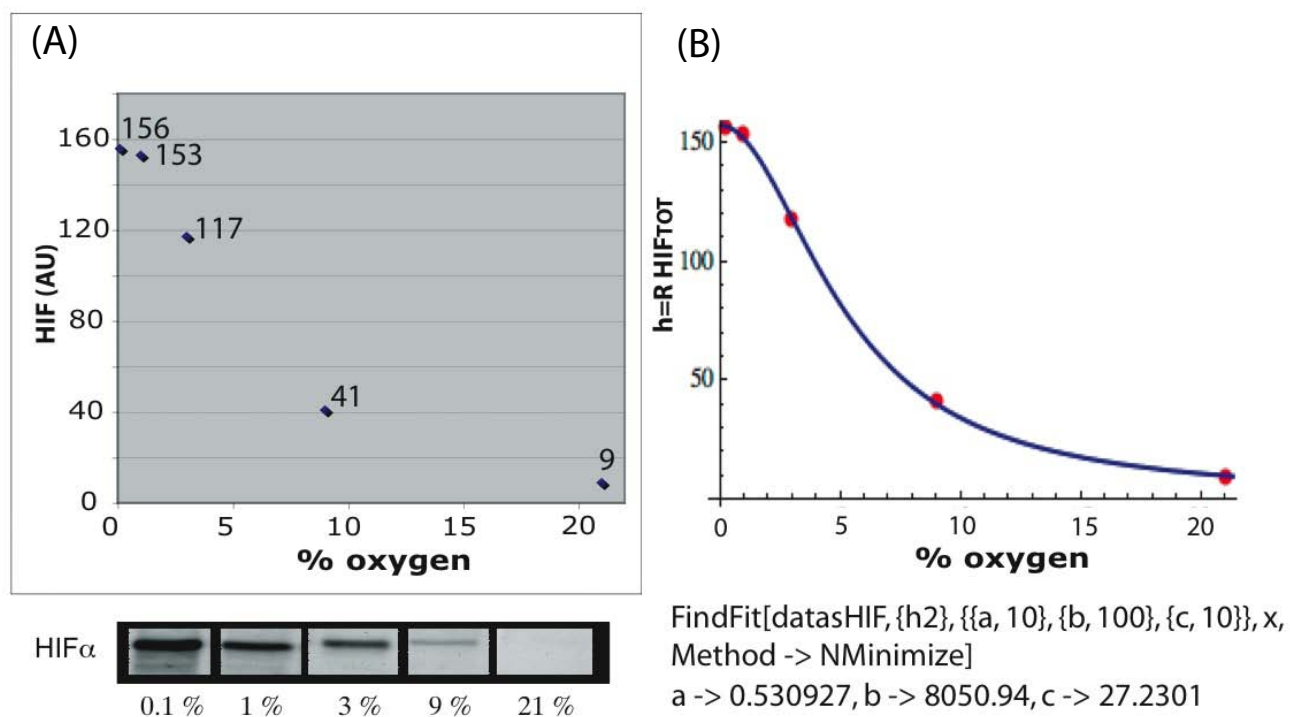 (A)
HIF (AU)
160
120
80
40
0
156
153
117
41
9
0 5 10 15 20
% oxygen
HIFα
0.1 % 1 % 3 % 9 % 21 %
(B)
h=R HIFTOT
150
100
50
0 5 10 15 20
% oxygen
FindFit[datasHIF, {h2}, {{a, 10}, {b, 100}, {c, 10}}, x,
Method -> NMinimize]
a -> 0.530927, b -> 8050.94, c -> 27.2301